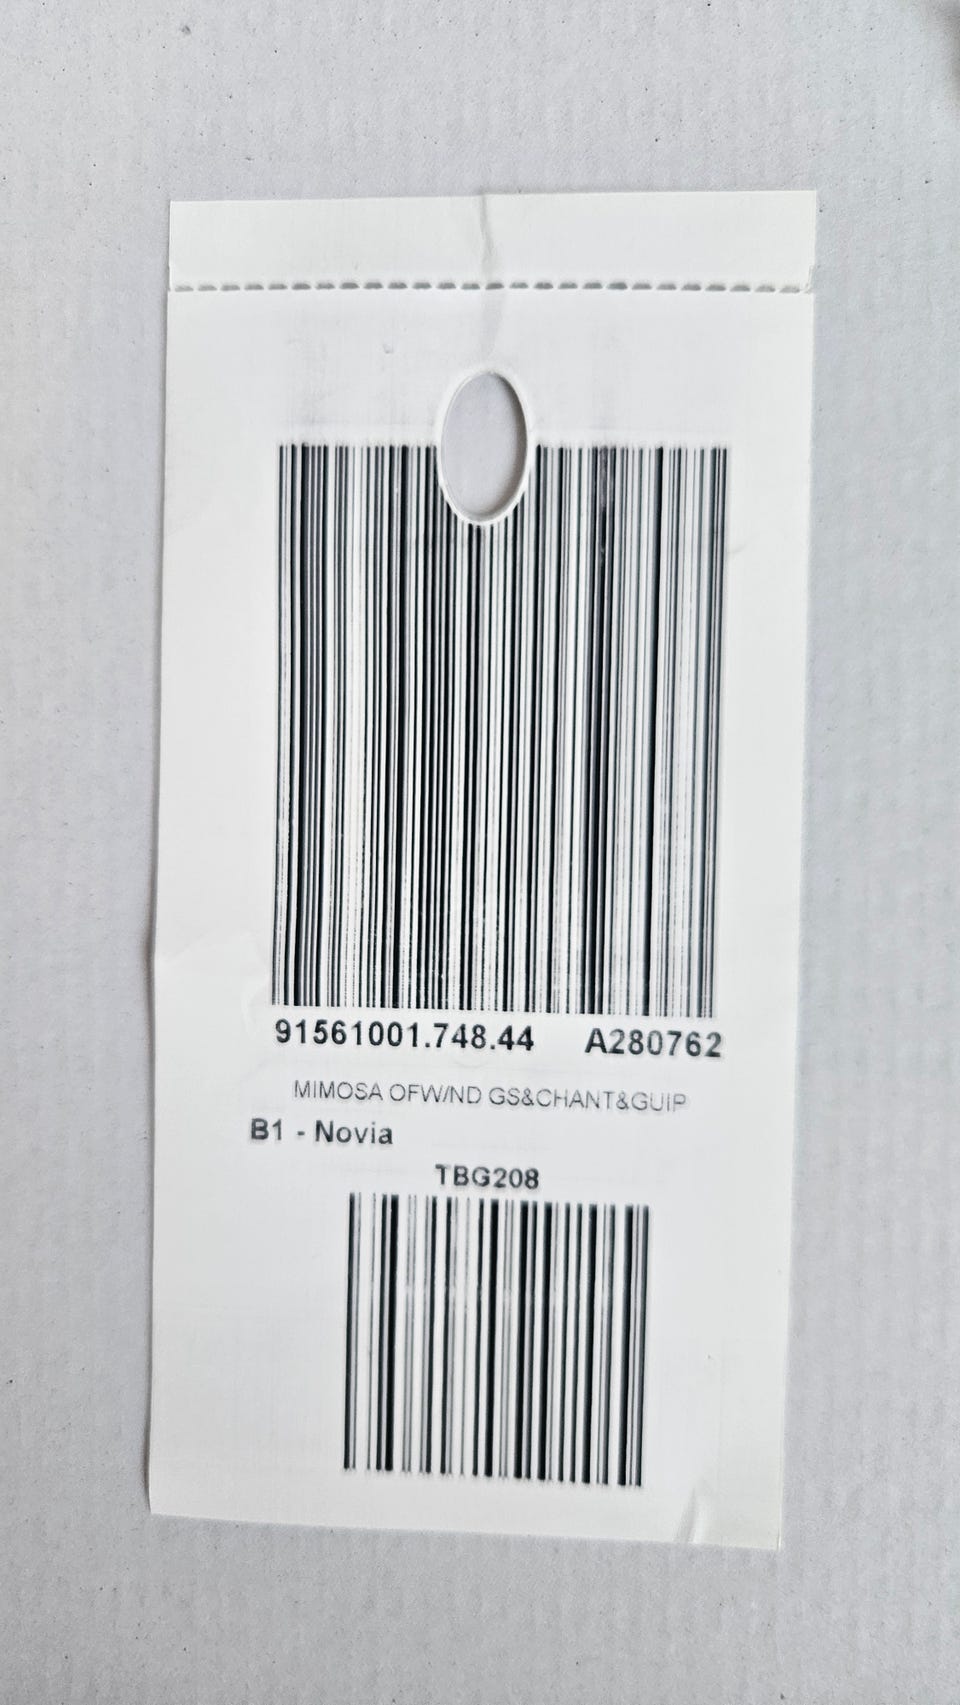 91561001.748.44 A280762
MIMOSA OFW/ND GS&CHANT&GUIP
B1 - Novia
TBG208